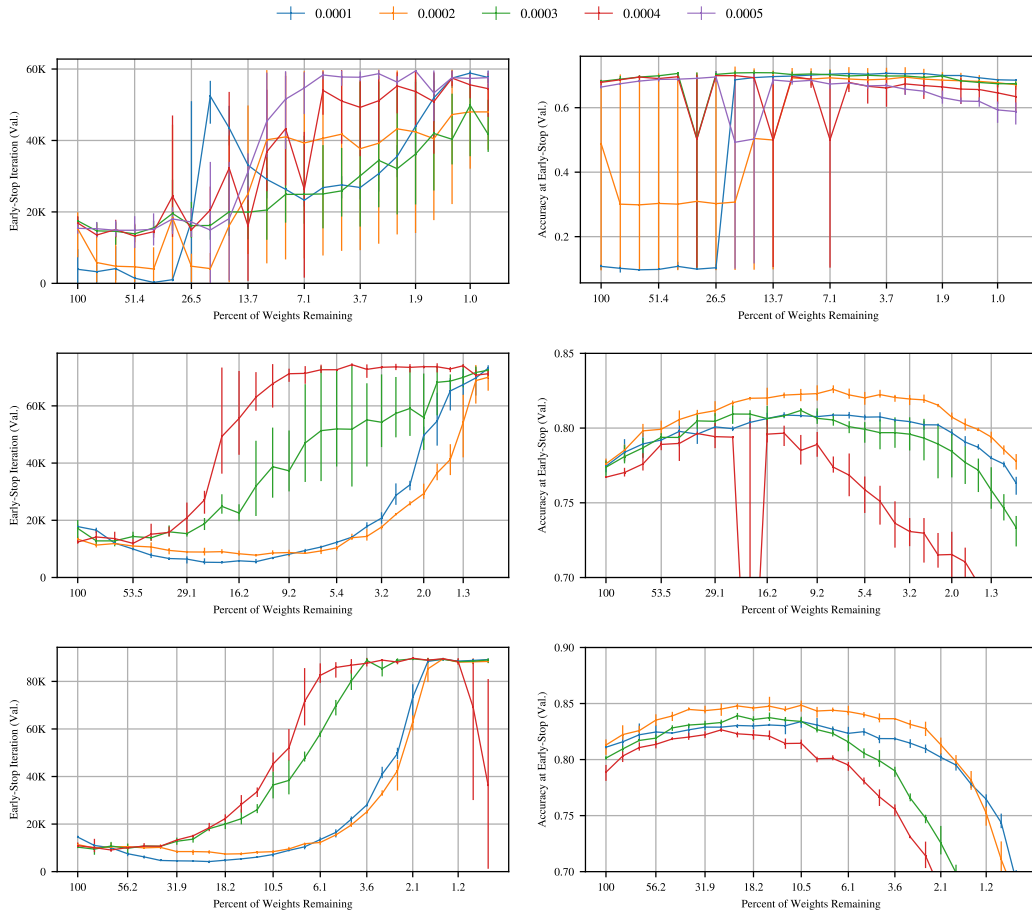 0.0001 0.0002 0.0003 0.0004 0.0005
Early-Stop Iteration (Val.)
60K
40K
20K
0
100 51.4 26.5 13.7 7.1 3.7 1.9 1.0
Percent of Weights Remaining
Accuracy at Early-Stop (Val.)
0.6
0.4
0.2
100 51.4 26.5 13.7 7.1 3.7 1.9 1.0
Percent of Weights Remaining
Early-Stop Iteration (Val.)
60K
40K
20K
0
100 53.5 29.1 16.2 9.2 5.4 3.2 2.0 1.3
Percent of Weights Remaining
Accuracy at Early-Stop (Val.)
0.85
0.80
0.75
0.70
100 53.5 29.1 16.2 9.2 5.4 3.2 2.0 1.3
Percent of Weights Remaining
Early-Stop Iteration (Val.)
80K
60K
40K
20K
0
100 56.2 31.9 18.2 10.5 6.1 3.6 2.1 1.2
Percent of Weights Remaining
Accuracy at Early-Stop (Val.)
0.90
0.85
0.80
0.75
0.70
100 56.2 31.9 18.2 10.5 6.1 3.6 2.1 1.2
Percent of Weights Remaining